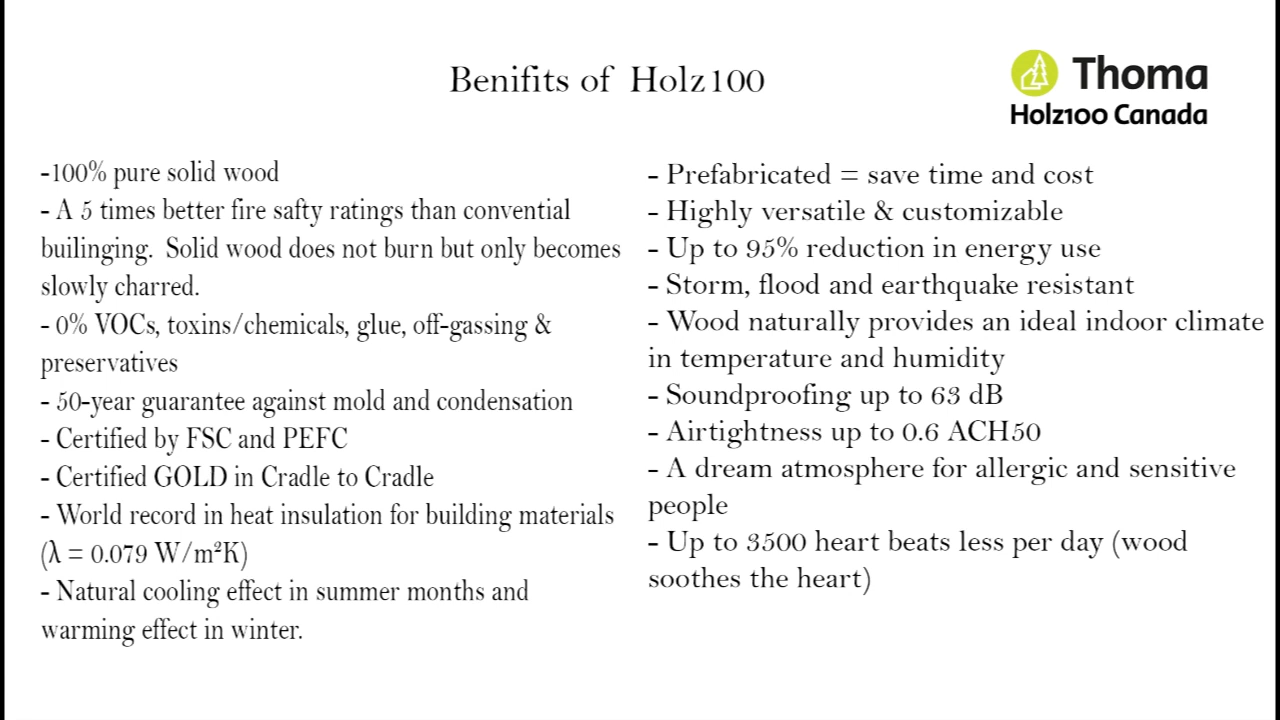 Benifits of Holz100
Thoma
Holz100 Canada
-100% pure solid wood
- A 5 times better fire safty ratings than convential
builinging. Solid wood does not burn but only becomes
slowly charred.
- 0% VOCs, toxins/chemicals, glue, off-gassing &
preservatives
- 50-year guarantee against mold and condensation
- Certified by FSC and PEFC
- Certified GOLD in Cradle to Cradle
- World record in heat insulation for building materials
(λ = 0.079 W/m²K)
- Natural cooling effect in summer months and
warming effect in winter.
- Prefabricated = save time and cost
- Highly versatile & customizable
- Up to 95% reduction in energy use
- Storm, flood and earthquake resistant
- Wood naturally provides an ideal indoor climate
in temperature and humidity
- Soundproofing up to 63 dB
- Airtightness up to 0.6 ACH50
- A dream atmosphere for allergic and sensitive
people
- Up to 3500 heart beats less per day (wood
soothes the heart)